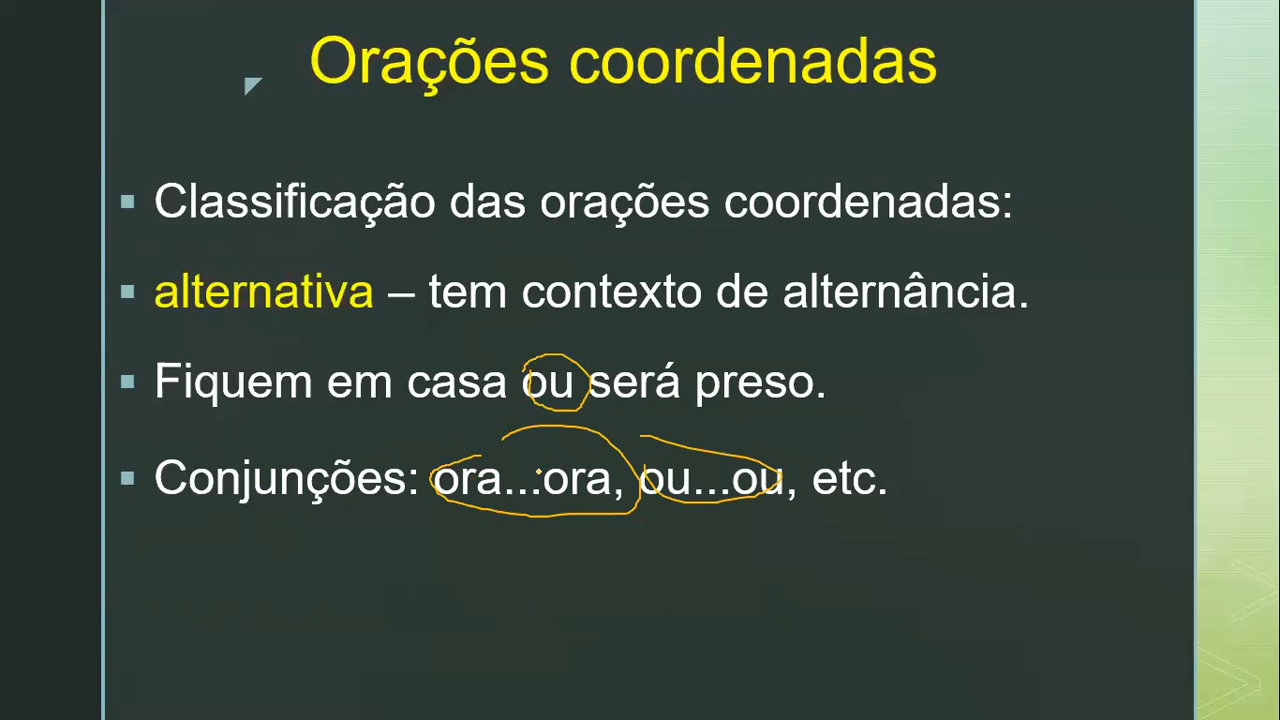 Orações coordenadas
Classificação das orações coordenadas:
alternativa – tem contexto de alternância.
Fiquem em casa ou será preso.
Conjunções: ora...ora, ou...ou, etc.